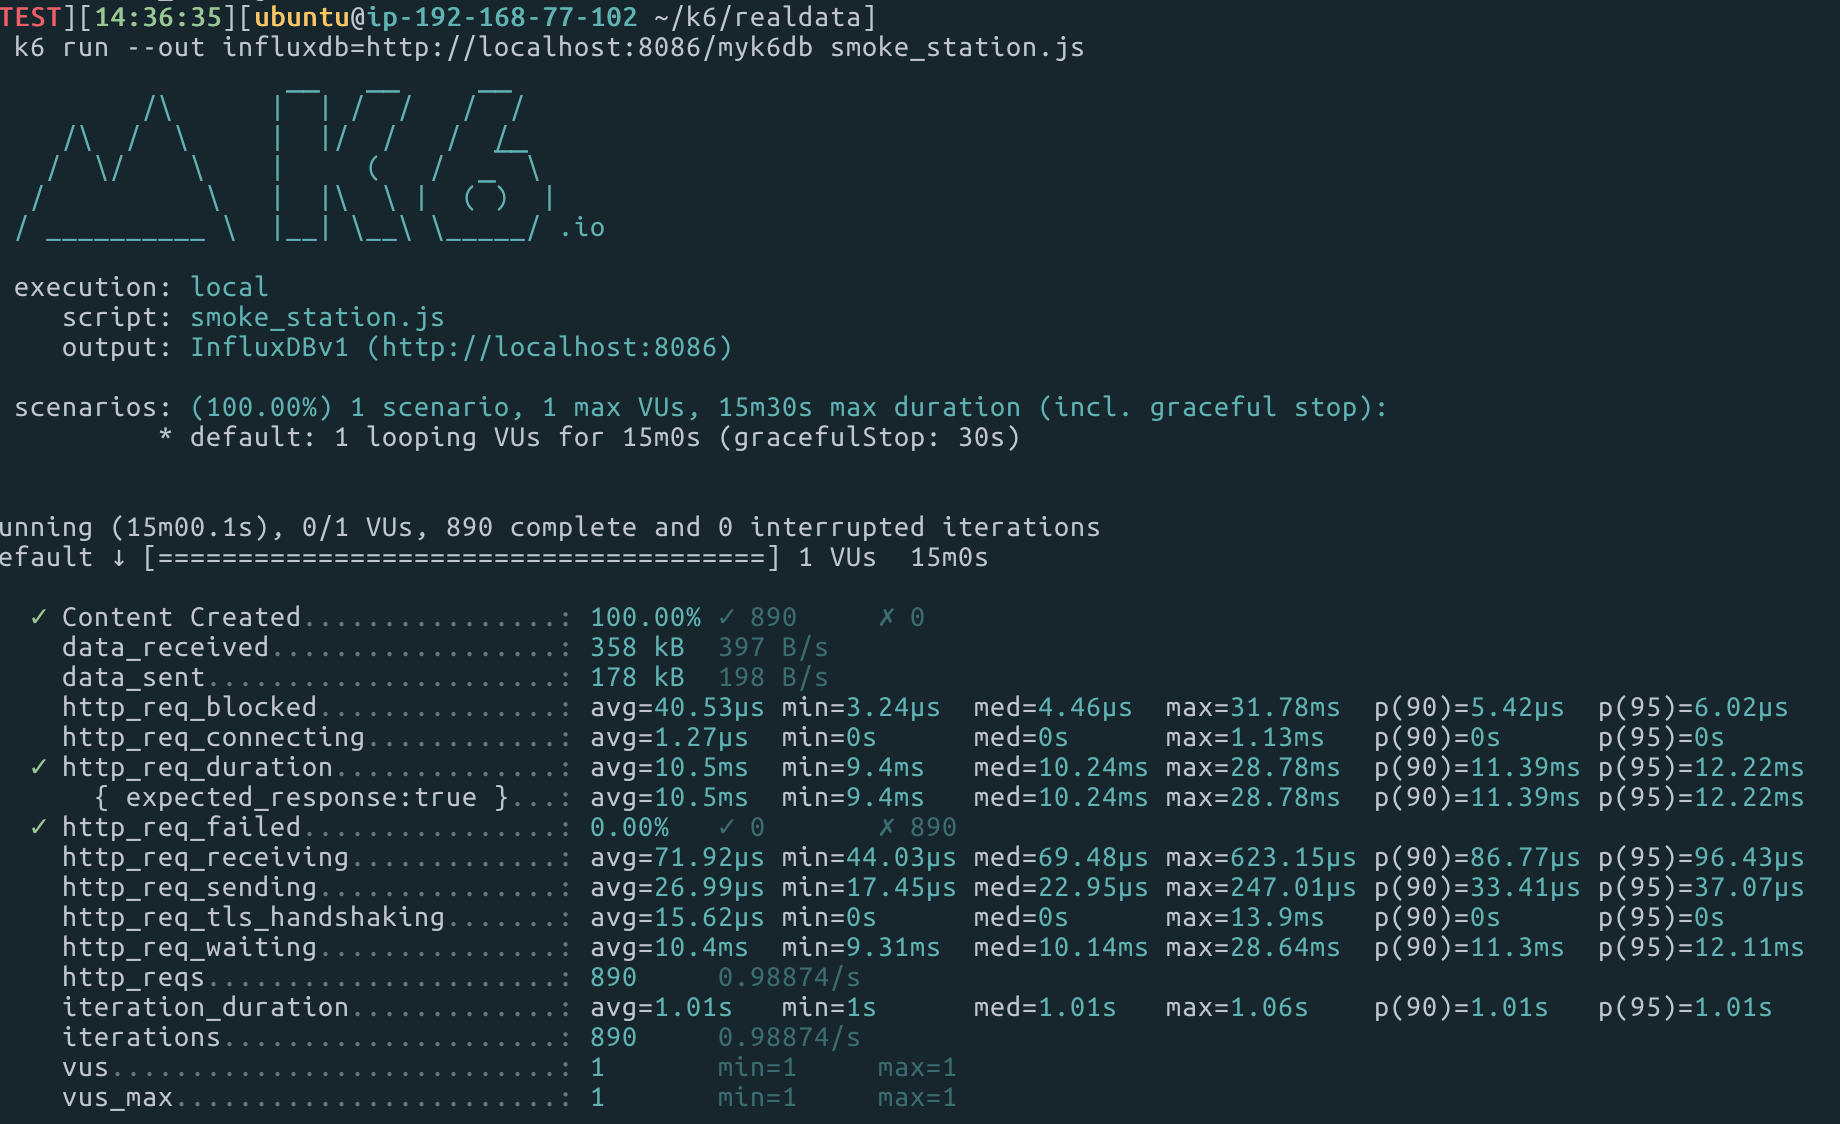 TEST][14:36:35][ubuntu@ip-192-168-77-102 ~/k6/realdata]
k6 run --out influxdb=http://localhost:8086/myk6db smoke_station.js
K6 .io
execution: local
script: smoke_station.js
output: InfluxDBv1 (http://localhost:8086)
scenarios: (100.00%) 1 scenario, 1 max VUs, 15m30s max duration (incl. graceful stop):
* default: 1 looping VUs for 15m0s (gracefulStop: 30s)
unning (15m00.1s), 0/1 VUs, 890 complete and 0 interrupted iterations
efault ↓ [======================================] 1 VUs  15m0s
✓ Content Created................: 100.00% ✓ 890     ✗ 0
data_received..................: 358 kB  397 B/s
data_sent......................: 178 kB  198 B/s
http_req_blocked...............: avg=40.53µs min=3.24µs  med=4.46µs  max=31.78ms  p(90)=5.42µs  p(95)=6.02µs
http_req_connecting............: avg=1.27µs  min=0s      med=0s      max=1.13ms   p(90)=0s      p(95)=0s
✓ http_req_duration..............: avg=10.5ms  min=9.4ms   med=10.24ms max=28.78ms  p(90)=11.39ms p(95)=12.22ms
{ expected_response:true }...: avg=10.5ms  min=9.4ms   med=10.24ms max=28.78ms  p(90)=11.39ms p(95)=12.22ms
✓ http_req_failed................: 0.00%   ✓ 0       ✗ 890
http_req_receiving.............: avg=71.92µs min=44.03µs med=69.48µs max=623.15µs p(90)=86.77µs p(95)=96.43µs
http_req_sending...............: avg=26.99µs min=17.45µs med=22.95µs max=247.01µs p(90)=33.41µs p(95)=37.07µs
http_req_tls_handshaking.......: avg=15.62µs min=0s      med=0s      max=13.9ms   p(90)=0s      p(95)=0s
http_req_waiting...............: avg=10.4ms  min=9.31ms  med=10.14ms max=28.64ms  p(90)=11.3ms  p(95)=12.11ms
http_reqs......................: 890     0.98874/s
iteration_duration.............: avg=1.01s   min=1s      med=1.01s   max=1.06s    p(90)=1.01s   p(95)=1.01s
iterations.....................: 890     0.98874/s
vus............................: 1       min=1     max=1
vus_max........................: 1       min=1     max=1